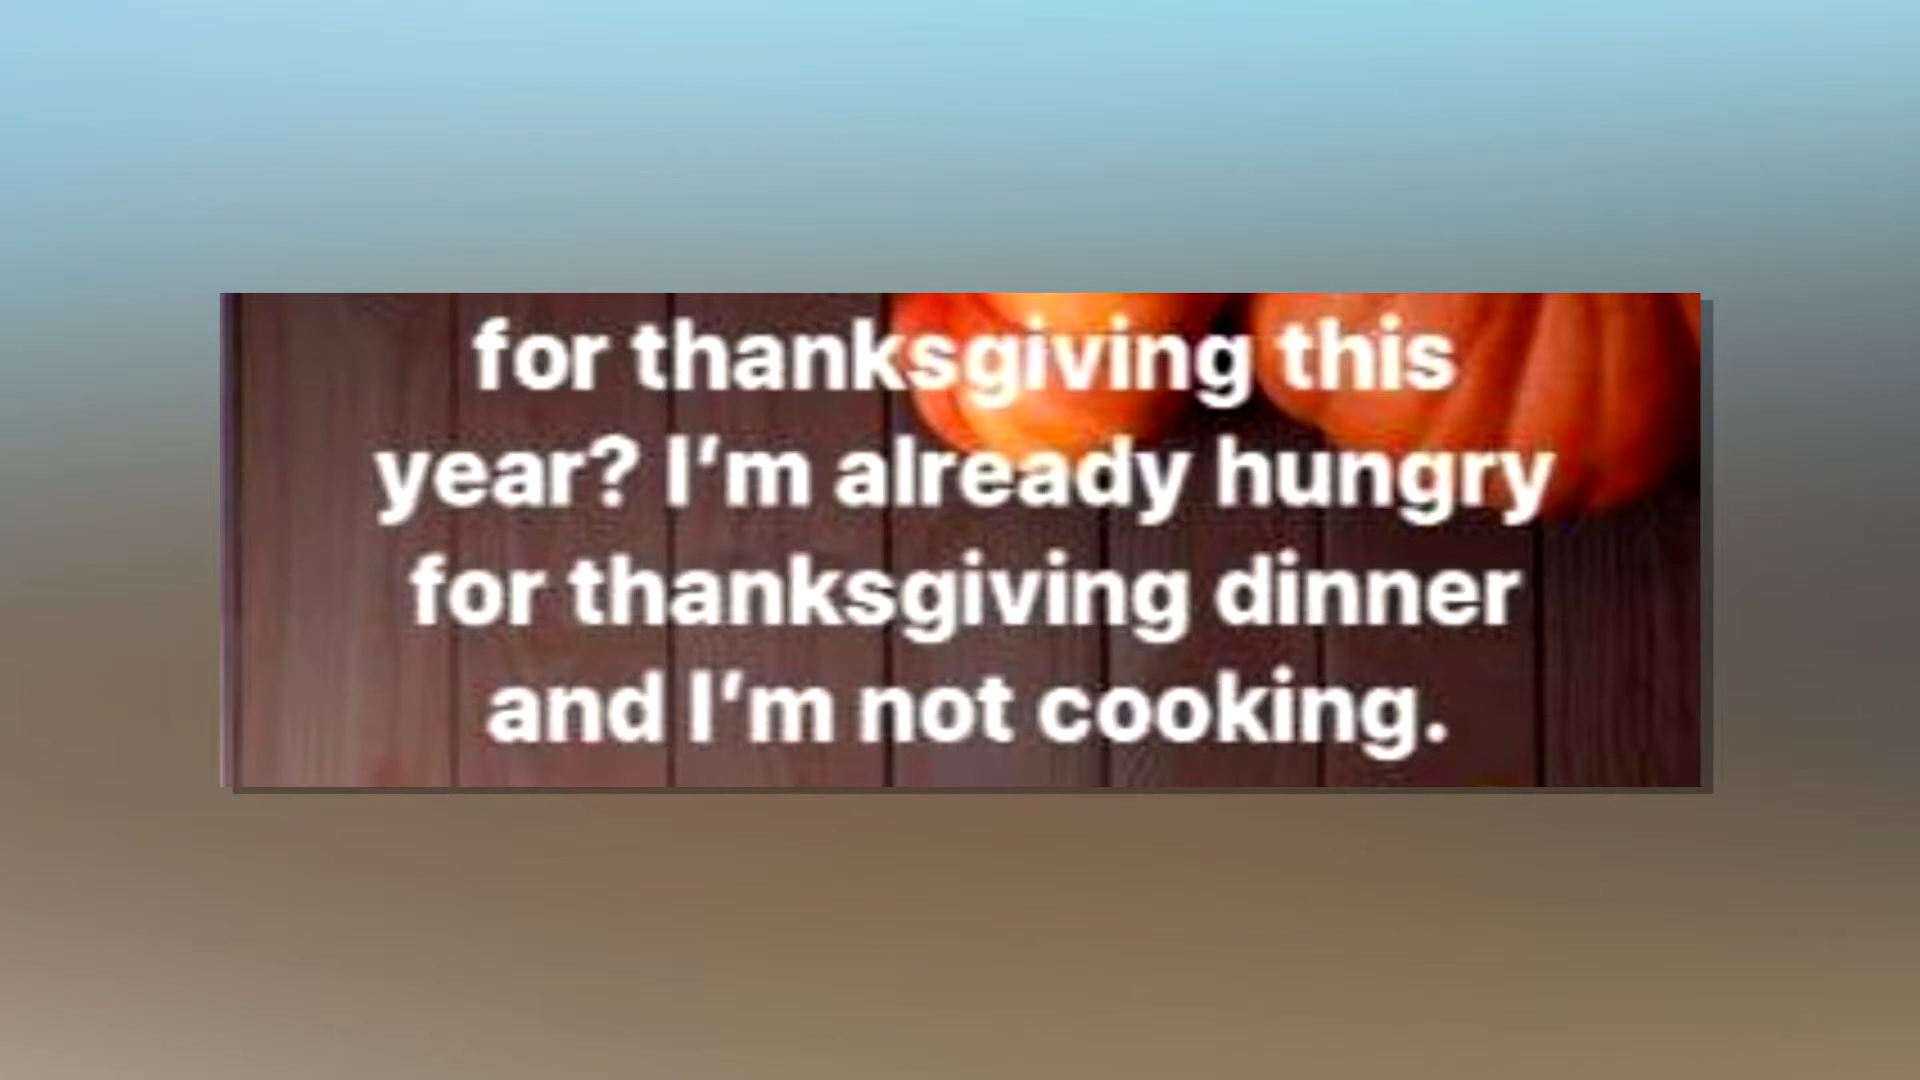 for thanksgiving this
year? I’m already hungry
for thanksgiving dinner
and I’m not cooking.